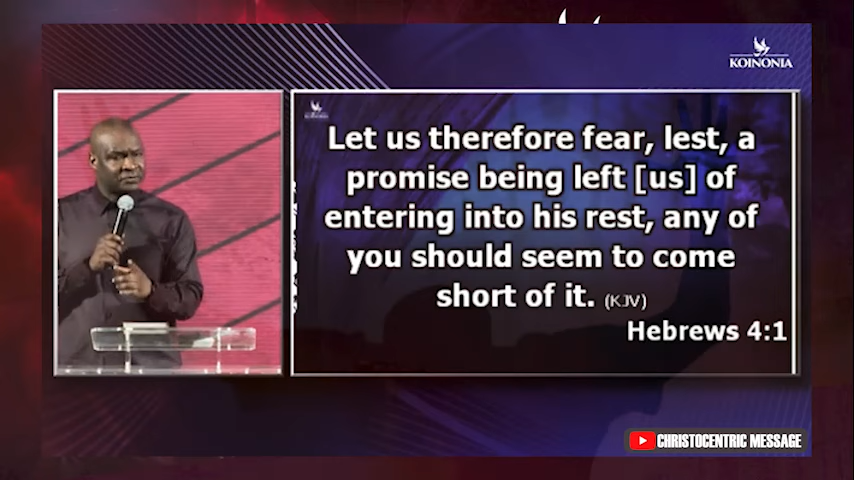 KOINONIA
KOINONIA
Let us therefore fear, lest, a
promise being left [us] of
entering into his rest, any of
you should seem to come
short of it. (KJV)
Hebrews 4:1
CHRISTOCENTRIC MESSAGE